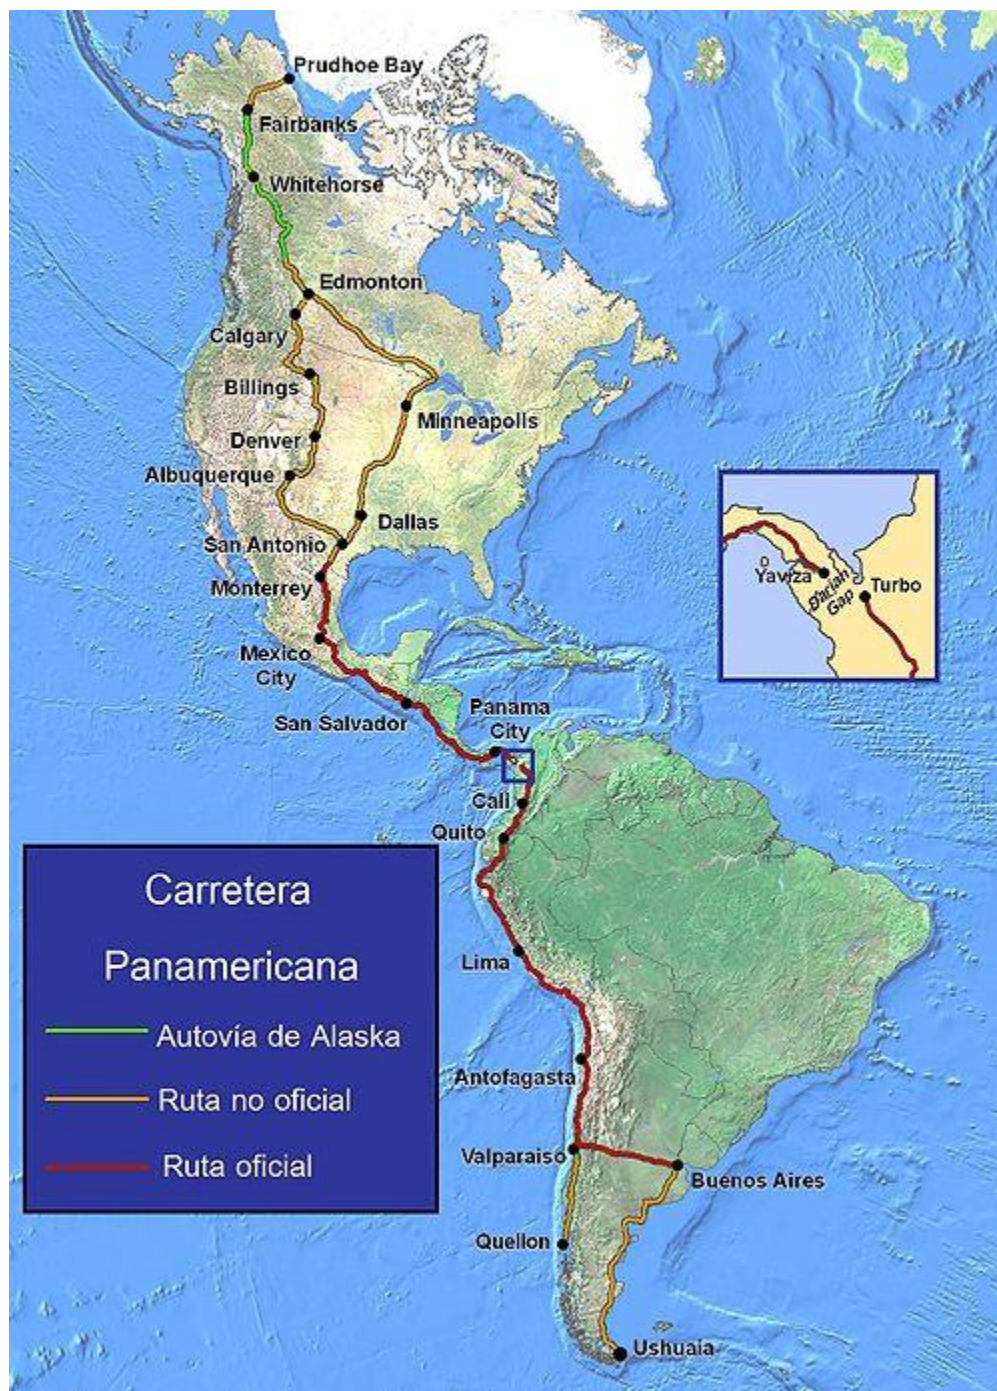 Prudhoe Bay
Fairbanks
Whitehorse
Edmonton
Calgary
Billings
Minneapolis
Denver
Albuquerque
Dallas
San Antonio
Monterrey
Yaviza
Darian
Gap
Turbo
Mexico
City
San Salvador
Panama
City
Cali
Quito
Carretera
Panamericana
Autovía de Alaska
Ruta no oficial
Ruta oficial
Lima
Antofagasta
Valparaiso
Buenos Aires
Quellon
Ushuaia